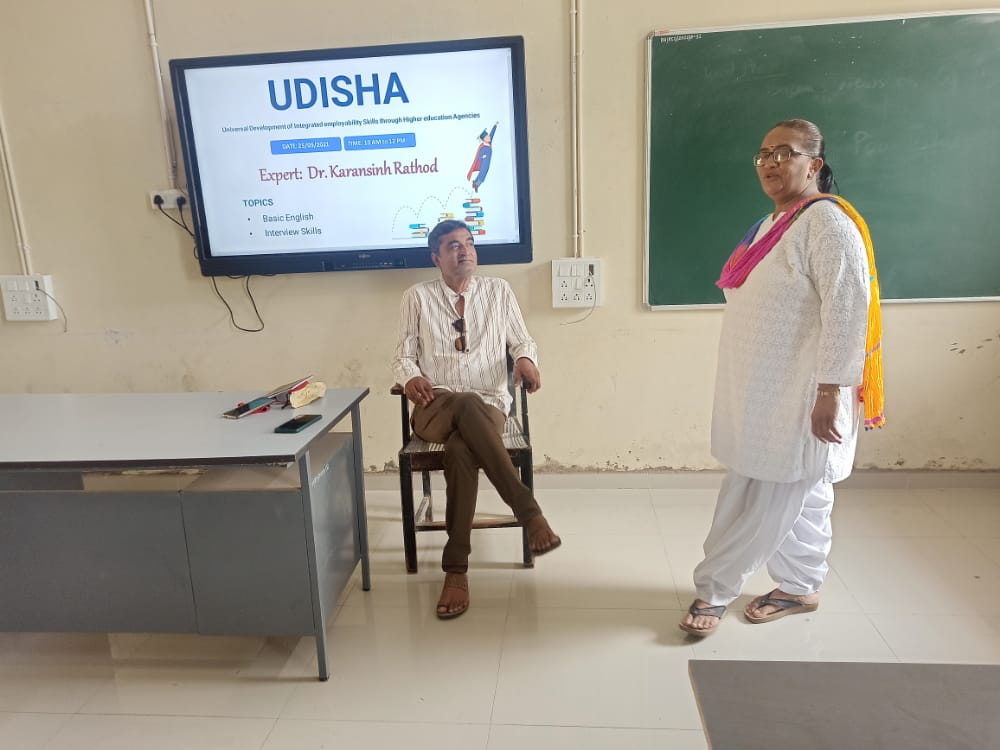 UDISHA
Universal Development of Integrated employability Skills through Higher education Agencies
DATE: 25/09/2021
TIME: 10 AM to 12 PM
Expert: Dr. Karansinh Rathod
TOPICS
• Basic English
• Interview Skills